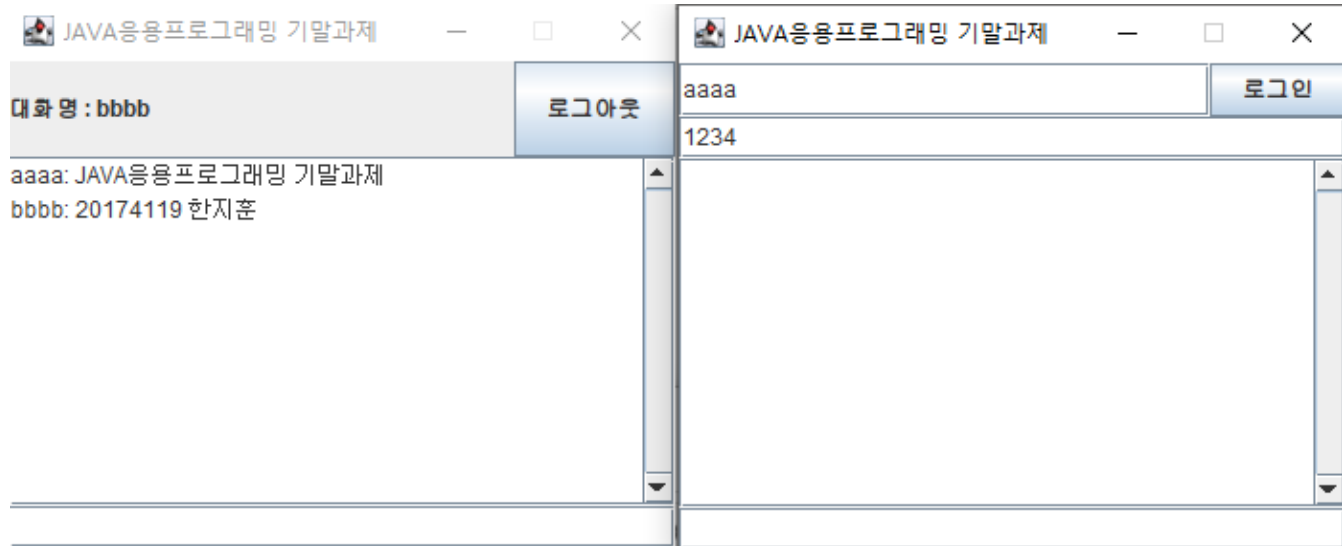 JAVA응용프로그래밍 기말과제
대화명 : bbbb
로그아웃
aaaa: JAVA응용프로그래밍 기말과제
bbbb: 20174119 한지훈
JAVA응용프로그래밍 기말과제
aaaa
로그인
1234